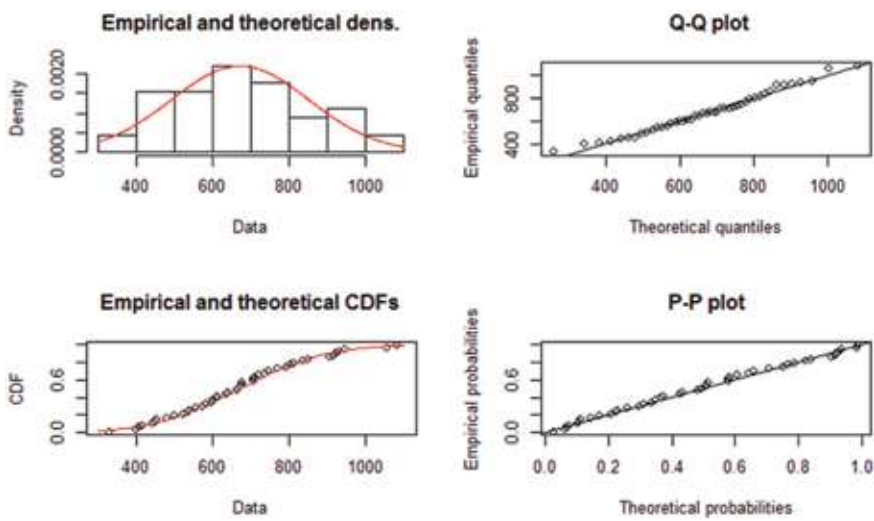 Empirical and theoretical dens.
Density
0.0000 0.0020
400 600 800 1000
Data
Q-Q plot
Empirical quantiles
400 800
400 600 800 1000
Theoretical quantiles
Empirical and theoretical CDFs
CDF
0.0 0.6
400 600 800 1000
Data
P-P plot
Empirical probabilities
0.0 0.6
0.0 0.2 0.4 0.6 0.8 1.0
Theoretical probabilities